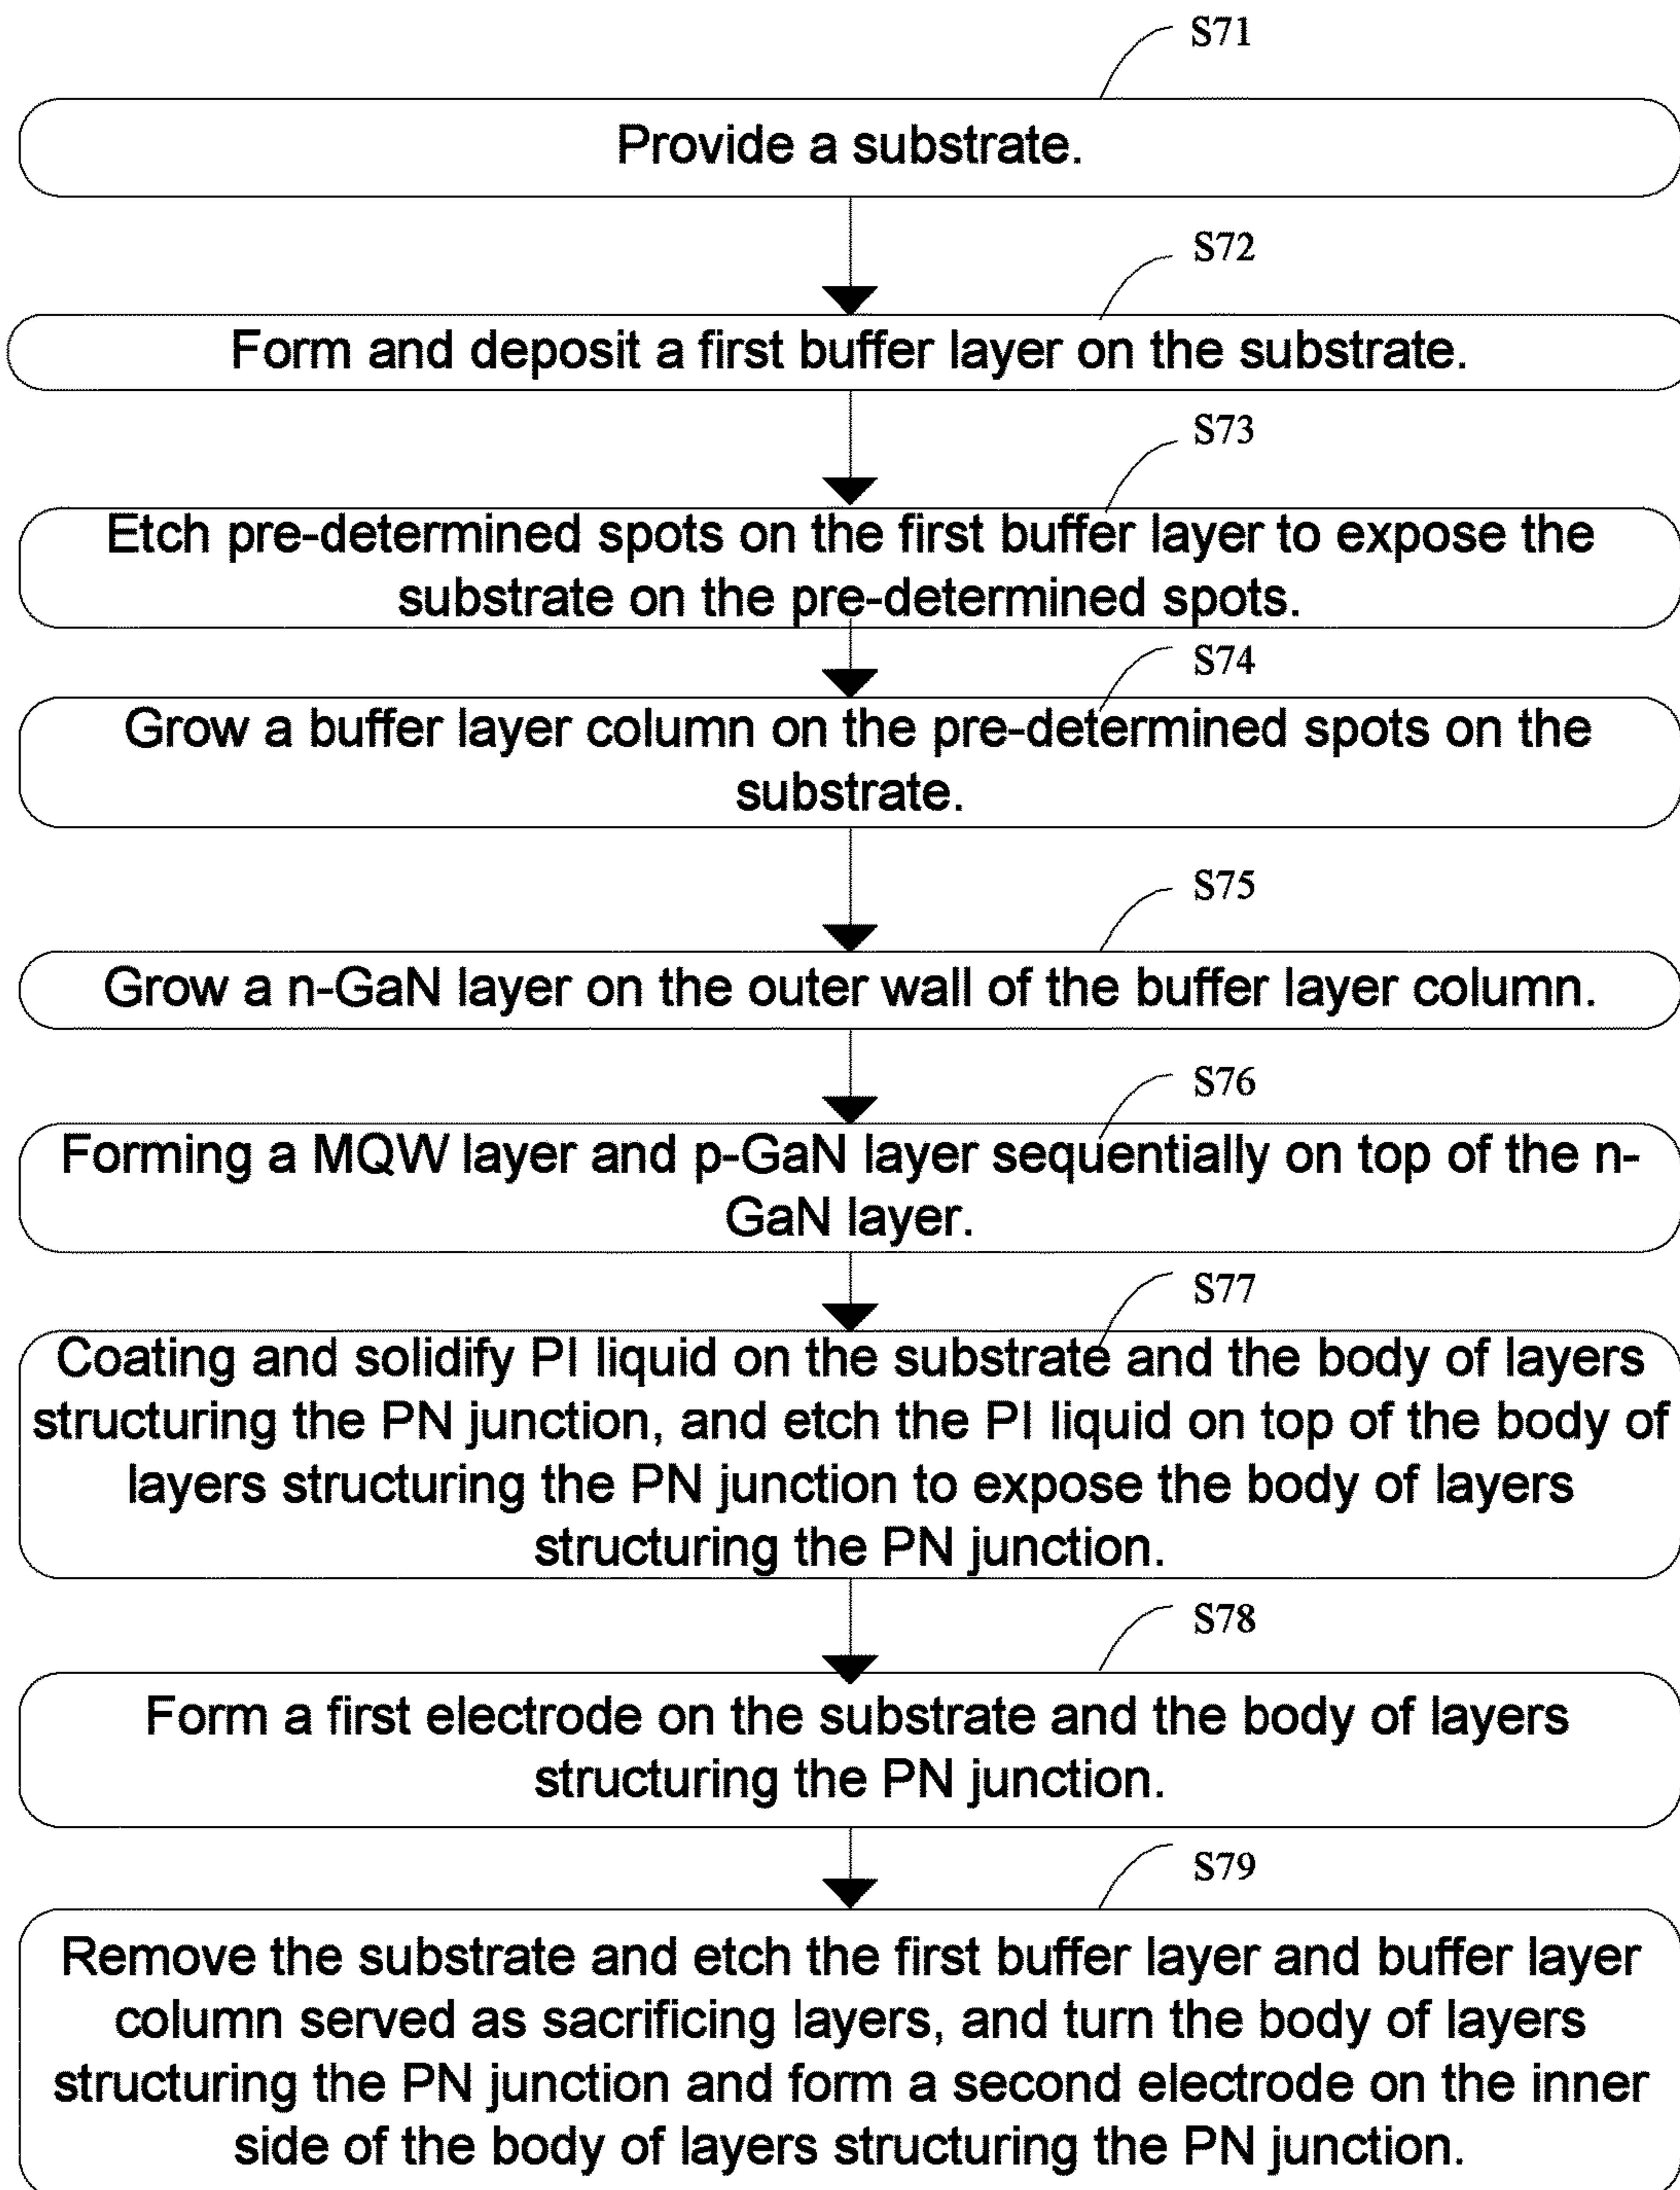 S71
Provide a substrate.
S72
Form and deposit a first buffer layer on the substrate.
S73
Etch pre-determined spots on the first buffer layer to expose the
substrate on the pre-determined spots.
S74
Grow a buffer layer column on the pre-determined spots on the
substrate.
S75
Grow a n-GaN layer on the outer wall of the buffer layer column.
S76
Forming a MQW layer and p-GaN layer sequentially on top of the n-
GaN layer.
S77
Coating and solidify PI liquid on the substrate and the body of layers
structuring the PN junction, and etch the PI liquid on top of the body of
layers structuring the PN junction to expose the body of layers
structuring the PN junction.
S78
Form a first electrode on the substrate and the body of layers
structuring the PN junction.
S79
Remove the substrate and etch the first buffer layer and buffer layer
column served as sacrificing layers, and turn the body of layers
structuring the PN junction and form a second electrode on the inner
side of the body of layers structuring the PN junction.